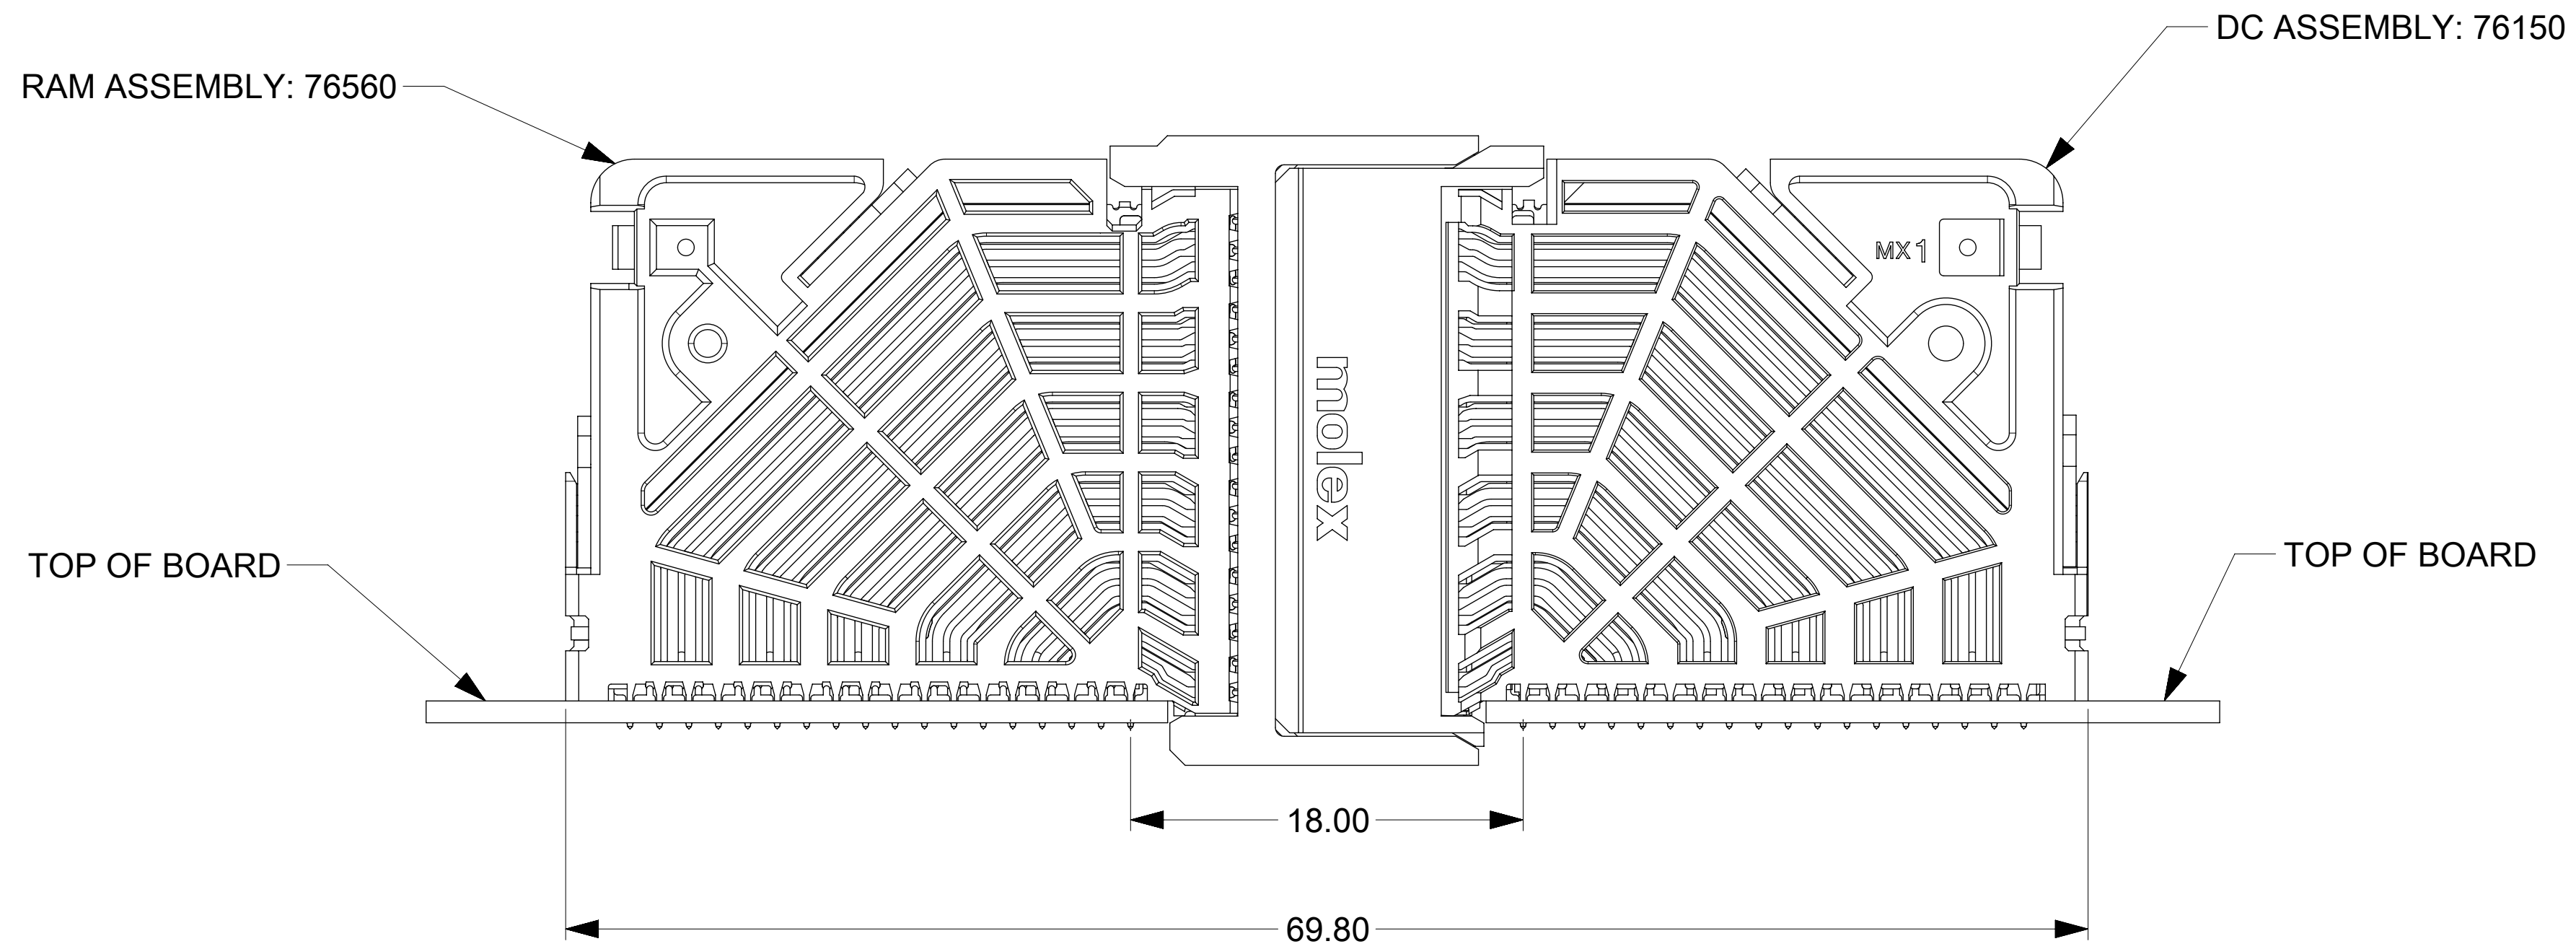 DC ASSEMBLY: 76150
RAM ASSEMBLY: 76560
MX1
molex
TOP OF BOARD
TOP OF BOARD
18.00
69.80